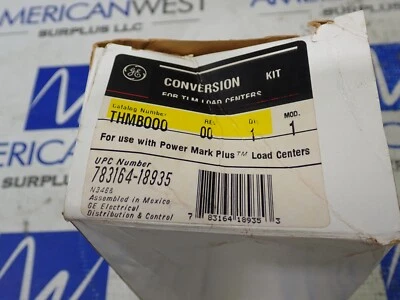 AMERICANWEST
SURPLUS LLC
GE
CONVERSION KIT
FOR TLM LOAD CENTERS
Catalog Number REL. MOD.
THMB000 00 1 1
For use with Power Mark Plus™ Load Centers
UPC Number
783164-18935
Assembled in Mexico
GE Electrical
Distribution & Control
7 83164 18935 3